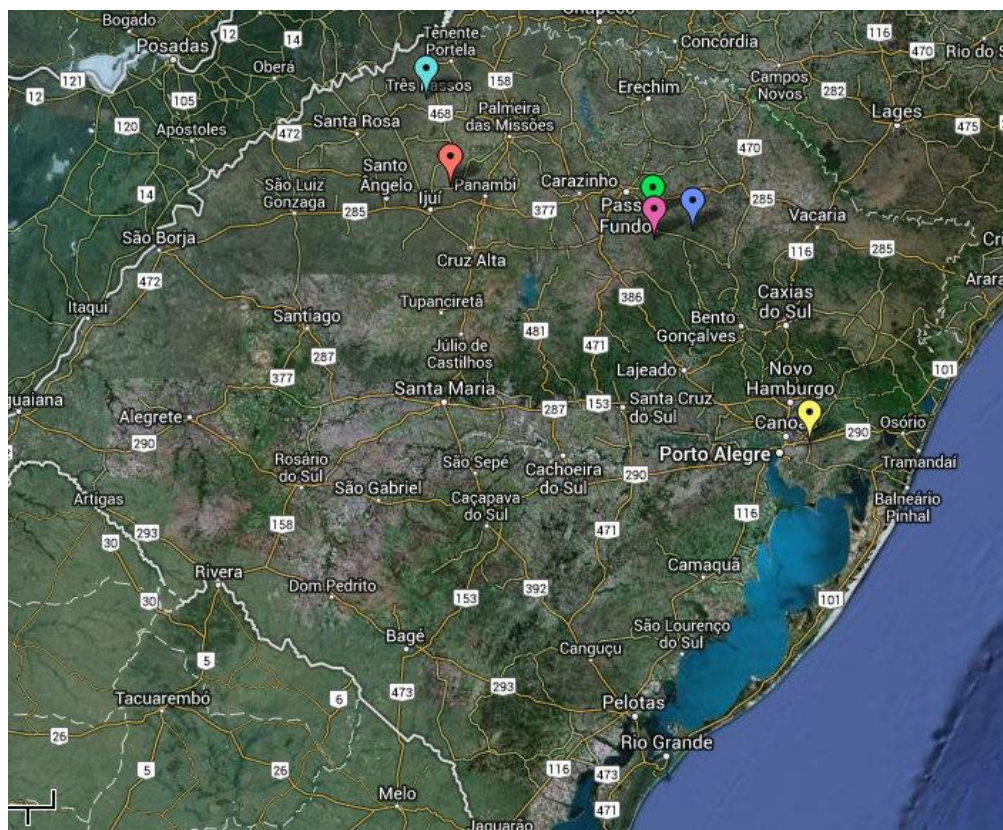 Bogado
Posadas
12
14
Oberá
Tenente
Portela
Concórdia
116
470
Rio do S
121
12
Três
468
158
Erechim
Campos
Novos
282
Lages
475
105
Palmeira
das Missões
120
Apóstoles
472
Santa Rosa
470
Santo
Ângelo
Panambi
Carazinho
14
São Luiz
Gonzaga
285
Ijuí
377
Fundo
285
Vacaria
São Borja
Cruz Alta
116
285
472
386
Caxias
do Sul
Itaqui
Santiago
Tupanciretã
481
471
Bento
Gonçalves
287
Júlio de
Castilhos
377
Lajeado
Novo
Hamburgo
101
guaiana
Alegrete
Santa Maria
287
153
Santa Cruz
do Sul
290
Osório
290
Rosário
do Sul
São Sepé
Cachoeira
do Sul
290
Porto Alegre
Tramandaí
Artigas
São Gabriel
Caçapava
do Sul
116
Balneário
Pinhal
293
30
158
471
Rivera
Camaquã
30
Dom Pedrito
153
392
101
5
Bagé
São Lourenço
do Sul
Canguçu
Tacuarembó
6
473
293
Pelotas
26
Rio Grande
5
26
116
473
Melo
471
Jaguarão